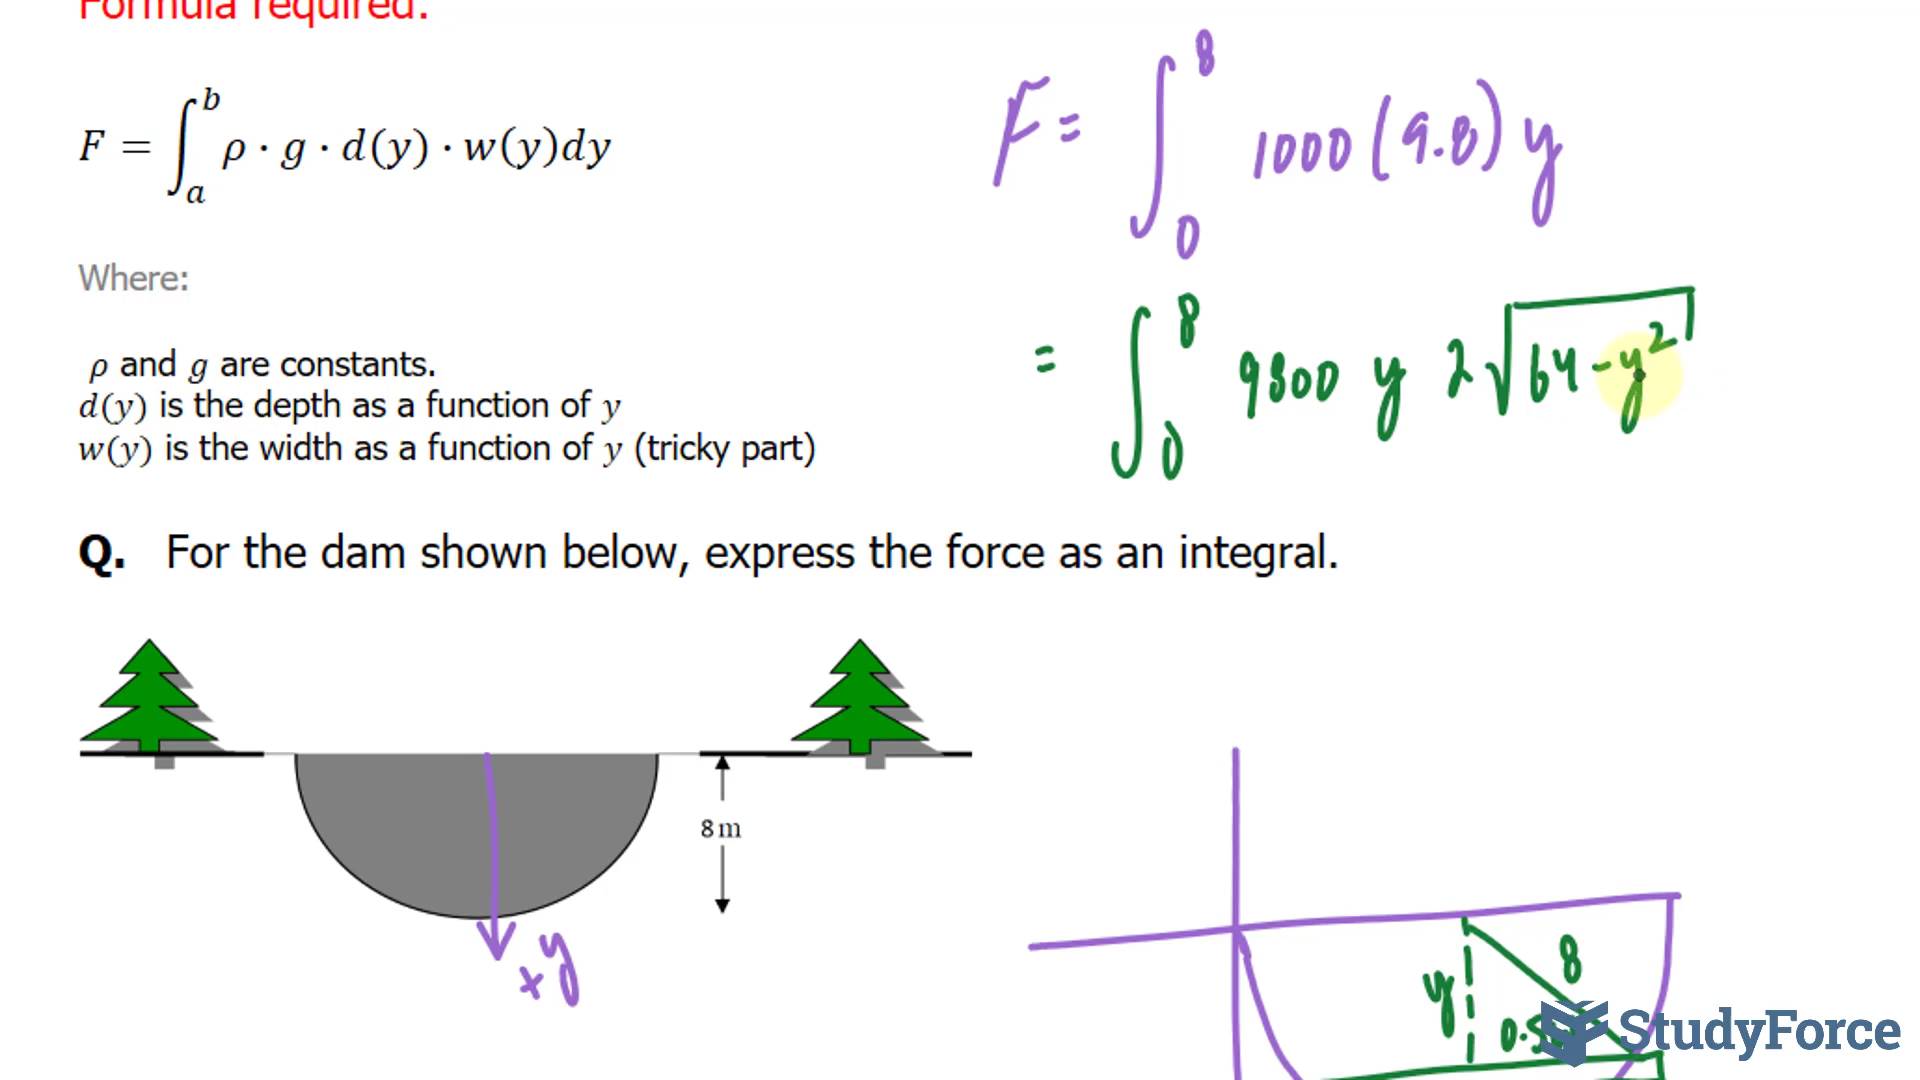 Formula required:
F = ∫_a^b ρ · g · d(y) · w(y)dy
Where:
ρ and g are constants.
d(y) is the depth as a function of y
w(y) is the width as a function of y (tricky part)
F = ∫_0^8 1000 (9.8) y
= ∫_0^8 9800 y 2 √(64 - y²)
Q. For the dam shown below, express the force as an integral.
8 m
+y
y
8
StudyForce